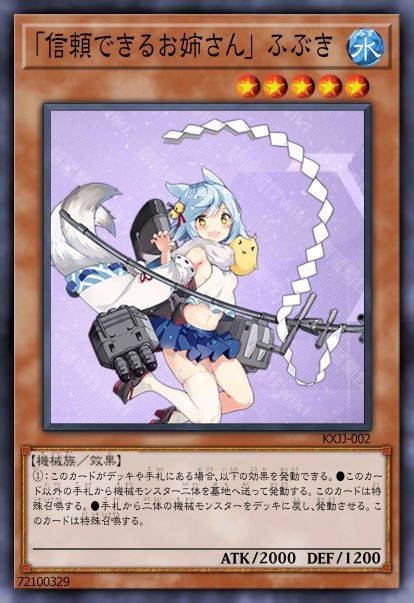 「信頼できるお姉さん」ふぶき
みず
水
KXJJ-002
【機械族／効果】
①：このカードがデッキや手札にある場合、以下の効果を発動できる。●このカー
ド以外の手札から機械モンスター二体を墓地へ送って発動する。このカードは特
殊召喚する。●手札から二体の機械モンスターをデッキに戻し、発動させる。こ
のカードは特殊召喚する。
ATK/2000 DEF/1200
72100329